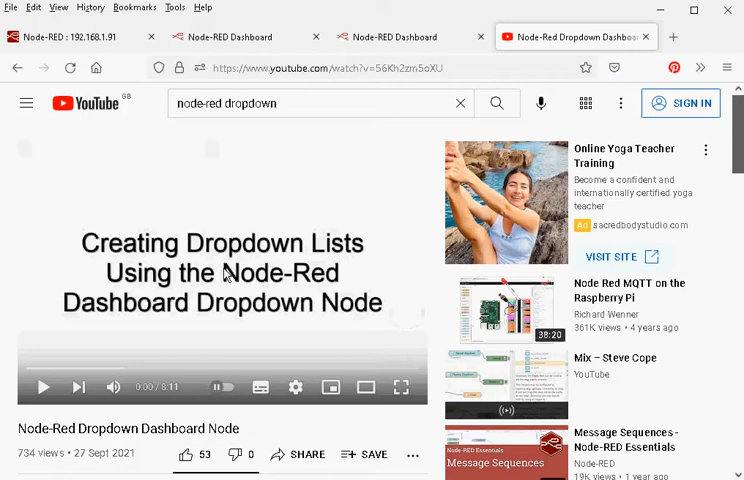 File Edit View History Bookmarks Tools Help
Node-RED : 192.168.1.91
Node-RED Dashboard
Node-RED Dashboard
Node-Red Dropdown Dashboa
https://www.youtube.com/watch?v=56Kh2zm5oXU
YouTube GB
node-red dropdown
SIGN IN
Creating Dropdown Lists
Using the Node-Red
Dashboard Dropdown Node
0:00 / 8:11
Node-Red Dropdown Dashboard Node
734 views • 27 Sept 2021
53
0
SHARE
SAVE
Online Yoga Teacher
Training
Become a confident and
internationally certified yoga
teacher
Ad sacredbodystudio.com
VISIT SITE
38:20
Node Red MQTT on the
Raspberry Pi
Richard Wenner
361K views • 4 years ago
Mix – Steve Cope
YouTube
Node-RED Essentials
Message Sequences
Message Sequences -
Node-RED Essentials
Node-RED
19K views • 1 year ago